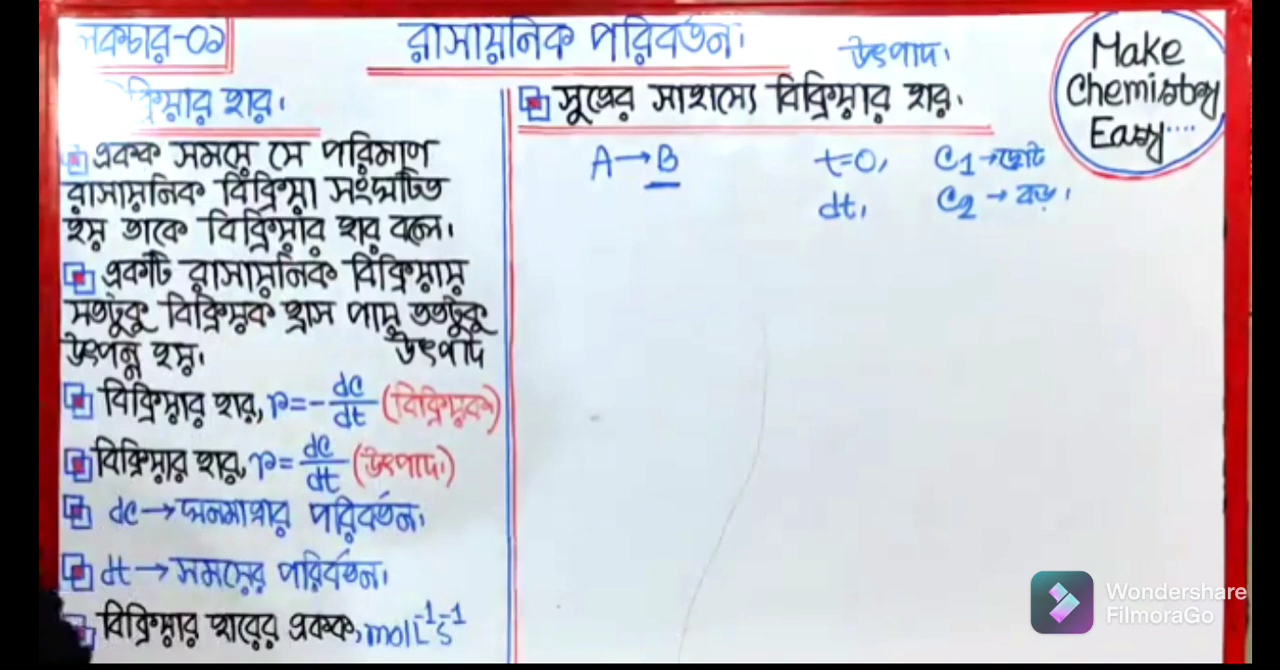 লেকচার-০১
রাসায়নিক পরিবর্তন।
Make
Chemistry
Easy....
বিক্রিয়ার হার।
একক সময়ে যে পরিমাণ
রাসায়নিক বিক্রিয়া সংঘটিত
হয় তাকে বিক্রিয়ার হার বলে।
একটি রাসায়নিক বিক্রিয়ায়
যতটুকু বিক্রিয়ক হ্রাস পায় ততটুকু
উৎপন্ন হয়। উৎপাদ
বিক্রিয়ার হার, r=-dc/dt (বিক্রিয়ক)
বিক্রিয়ার হার, r=dc/dt (উৎপাদ।)
dc→ঘনমাত্রার পরিবর্তন।
dt→সময়ের পরিবর্তন।
বিক্রিয়ার হারের একক, molL⁻¹s⁻¹
উৎপাদ।
সূত্রের সাহায্যে বিক্রিয়ার হার।
A→B t=0, C1→ছোট
dt, C2→বড়।
Wondershare
FilmoraGo